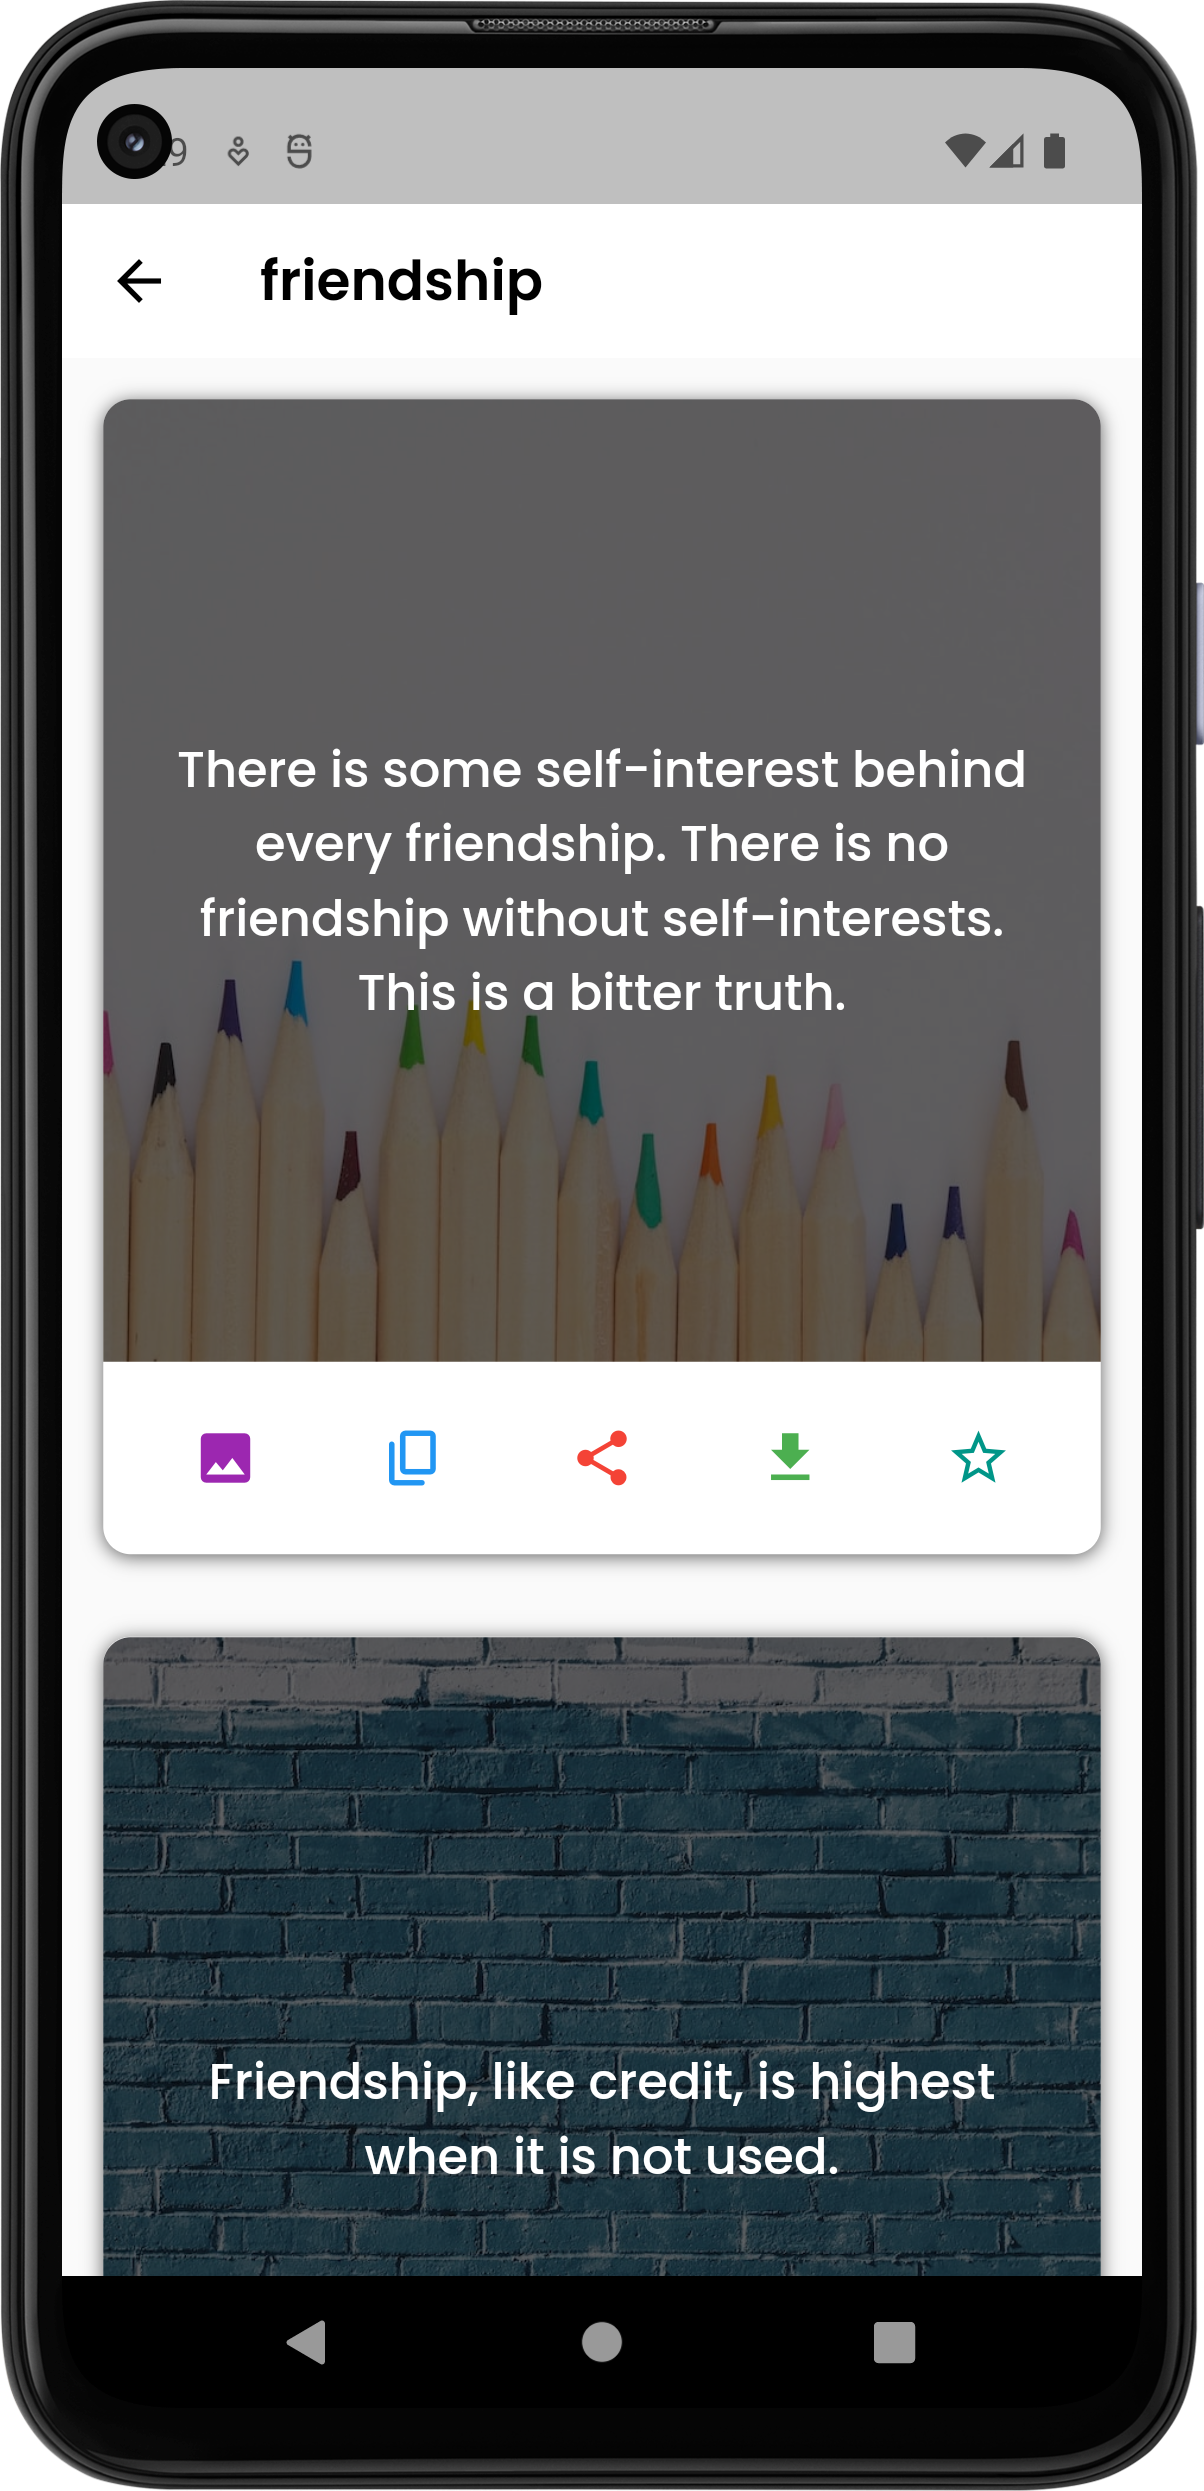 9
friendship
There is some self-interest behind
every friendship. There is no
friendship without self-interests.
This is a bitter truth.
Friendship, like credit, is highest
when it is not used.